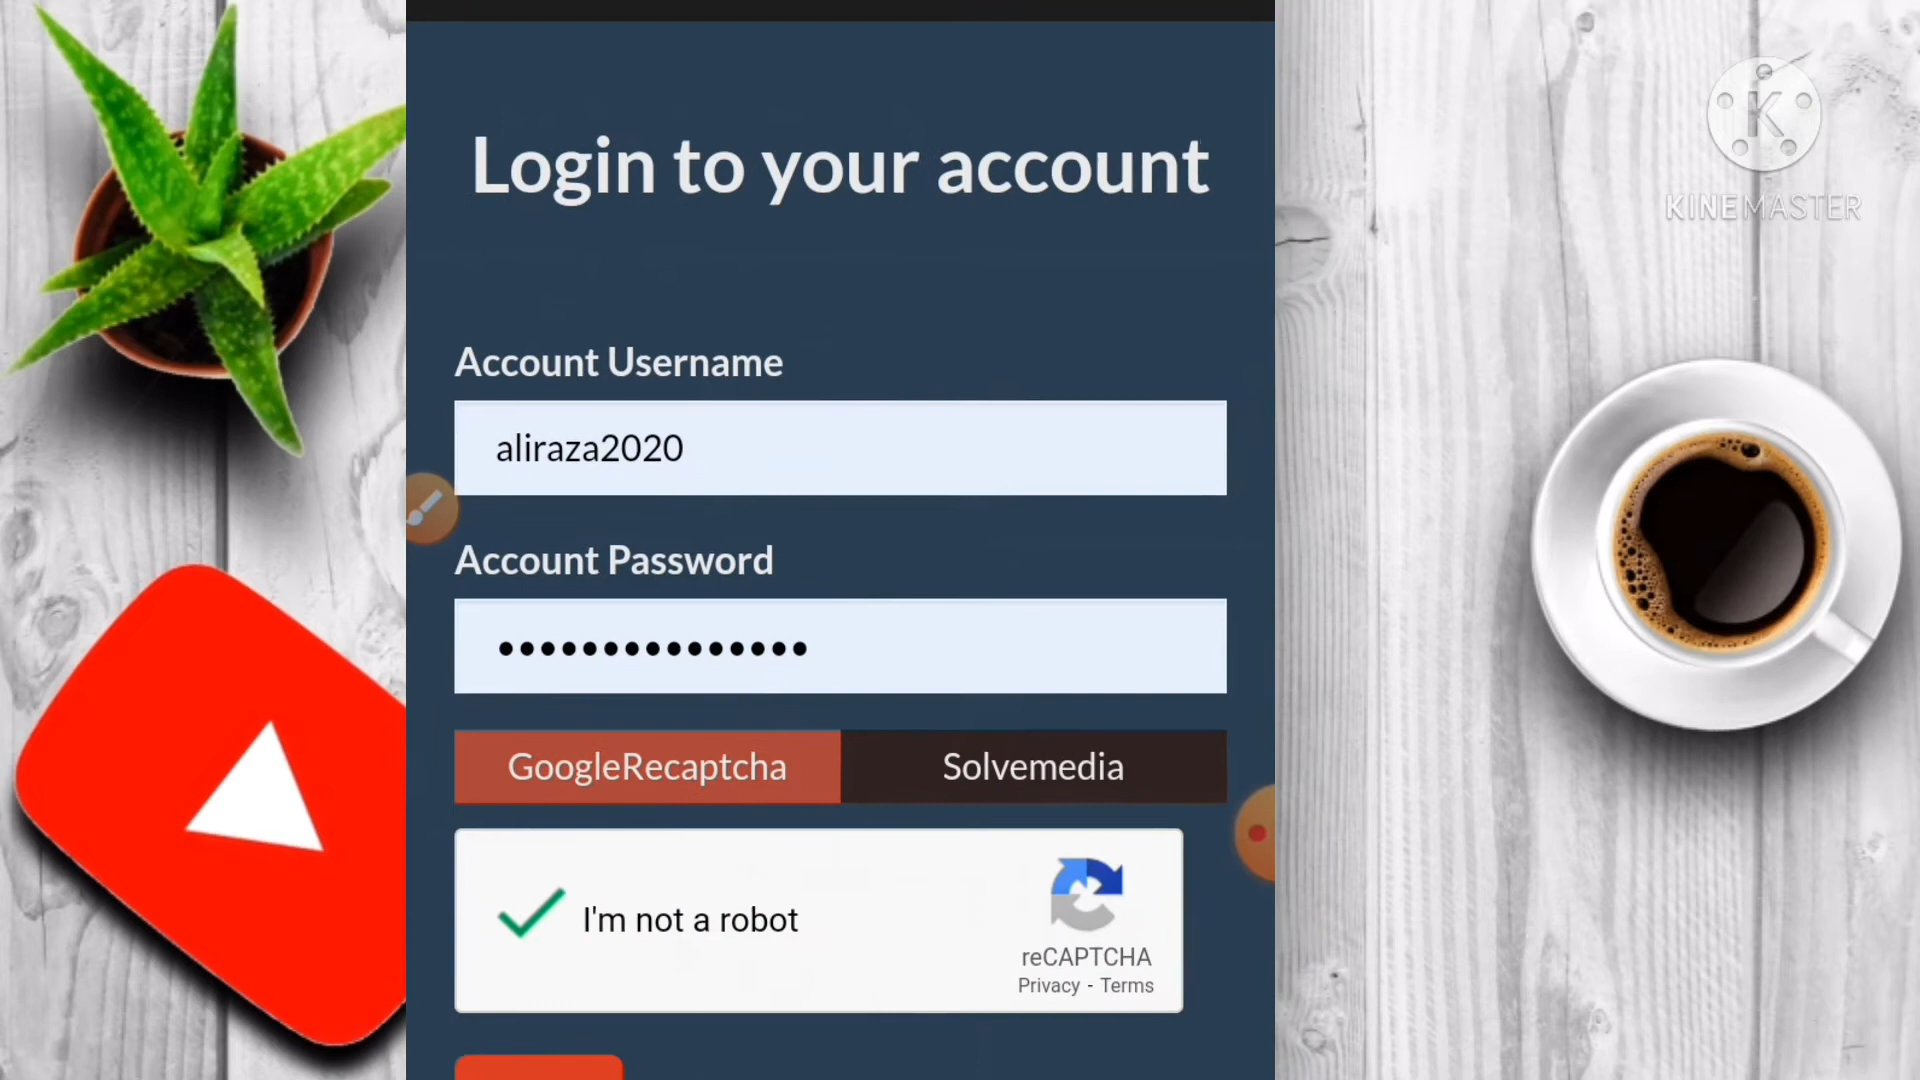 Login to your account
KINEMASTER
Account Username
aliraza2020
Account Password
GoogleRecaptcha
Solvemedia
I'm not a robot
reCAPTCHA
Privacy - Terms